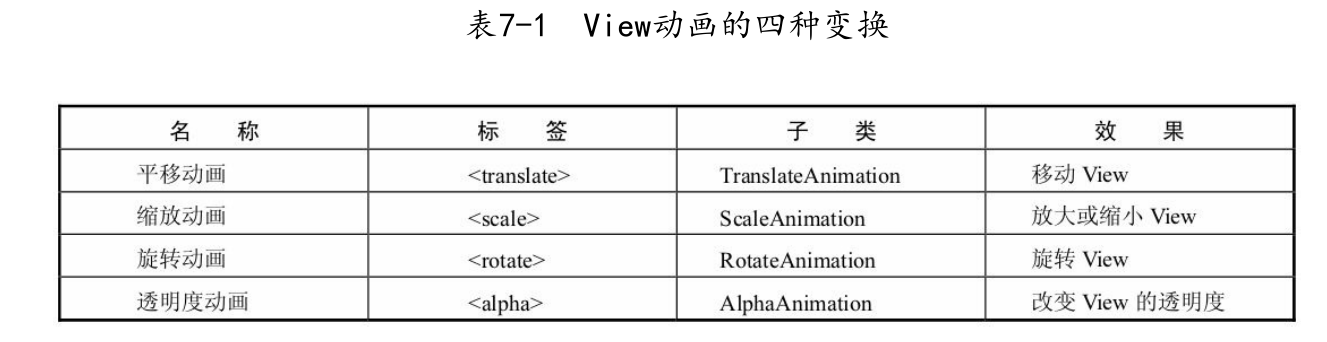 表7-1 View动画的四种变换
名 称 标 签 子 类 效 果
平移动画 <translate> TranslateAnimation 移动 View
缩放动画 <scale> ScaleAnimation 放大或缩小 View
旋转动画 <rotate> RotateAnimation 旋转 View
透明度动画 <alpha> AlphaAnimation 改变 View 的透明度